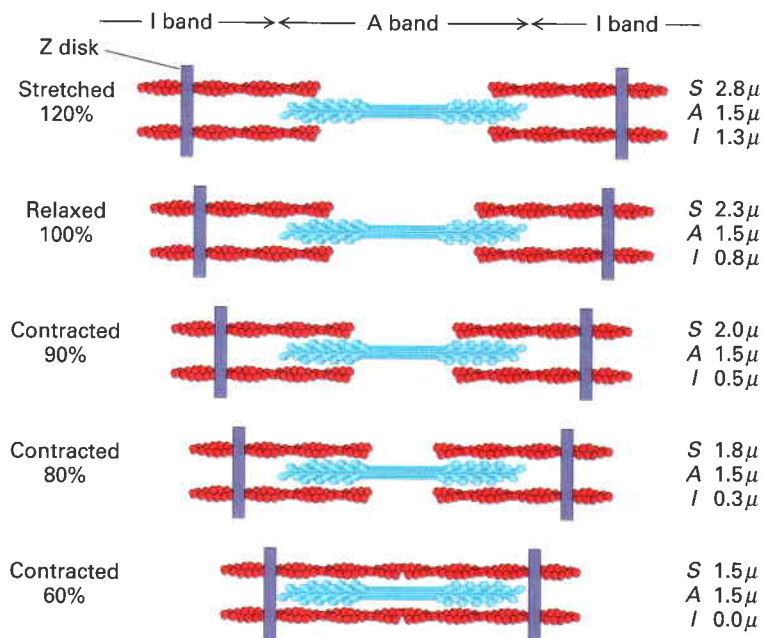 I band A band I band
Z disk
Stretched
120%
S 2.8μ
A 1.5μ
I 1.3μ
Relaxed
100%
S 2.3μ
A 1.5μ
I 0.8μ
Contracted
90%
S 2.0μ
A 1.5μ
I 0.5μ
Contracted
80%
S 1.8μ
A 1.5μ
I 0.3μ
Contracted
60%
S 1.5μ
A 1.5μ
I 0.0μ